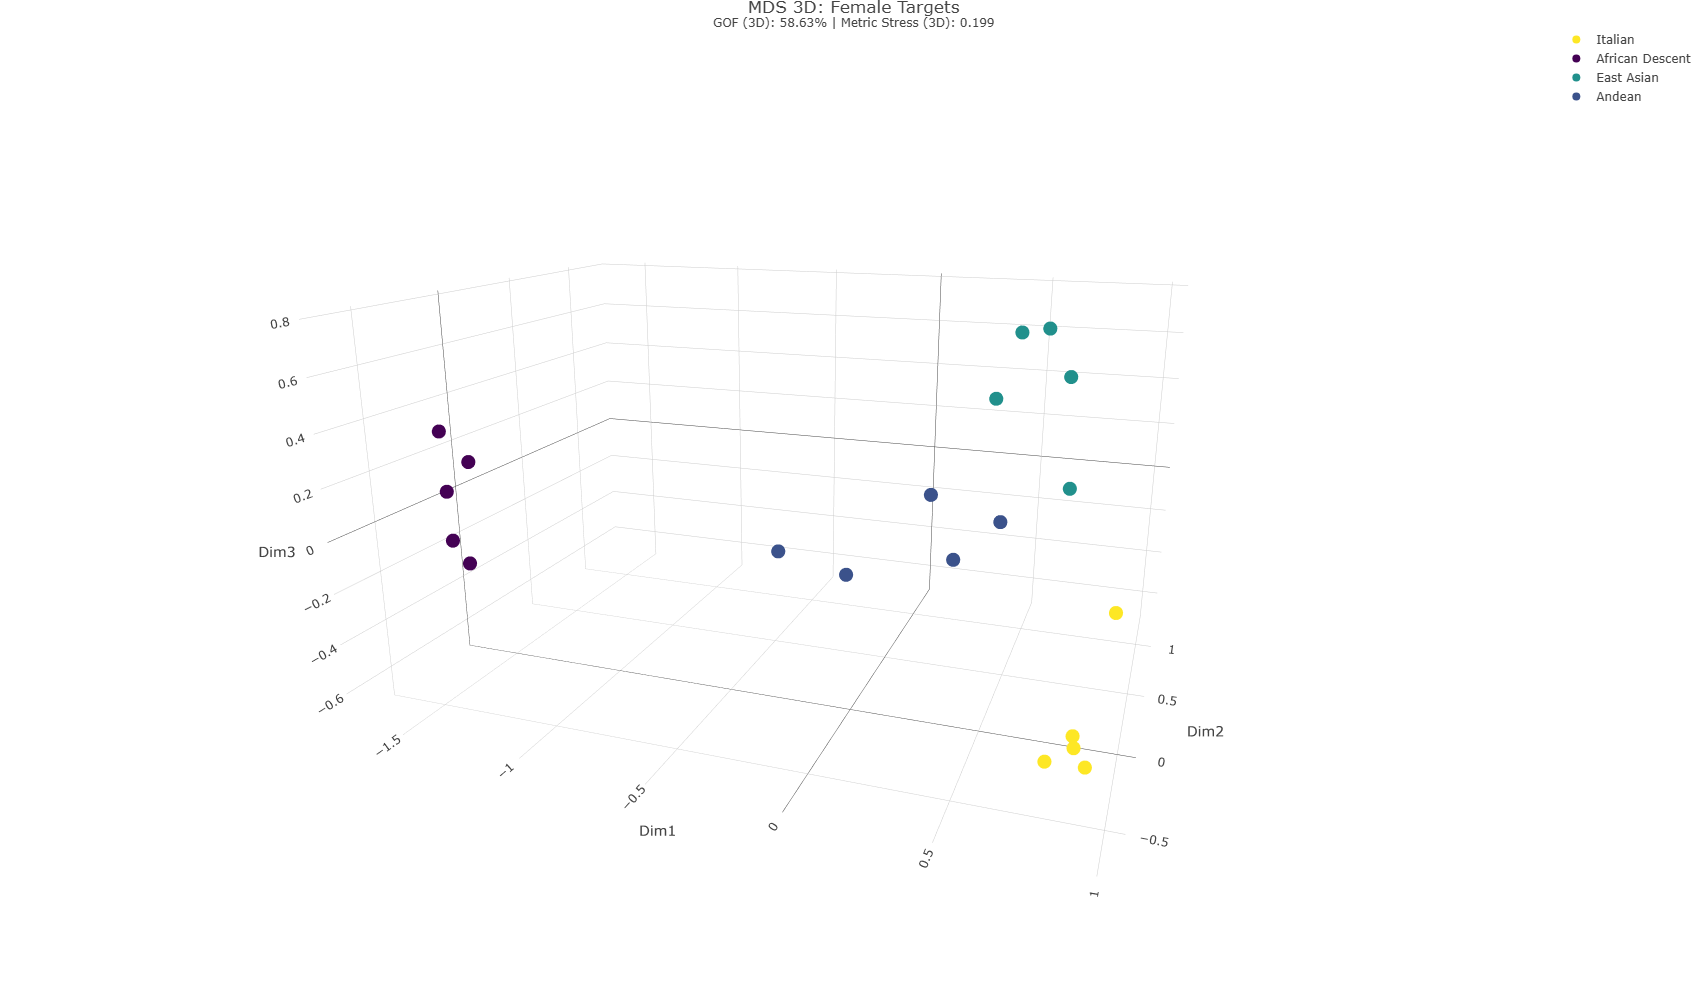 MDS 3D: Female Targets
GOF (3D): 58.63% | Metric Stress (3D): 0.199
Italian
African Descent
East Asian
Andean
0.8
0.6
0.4
0.2
0
−0.2
−0.4
−0.6
Dim3
−1.5
−1
−0.5
0
0.5
1
Dim1
1
0.5
0
−0.5
Dim2